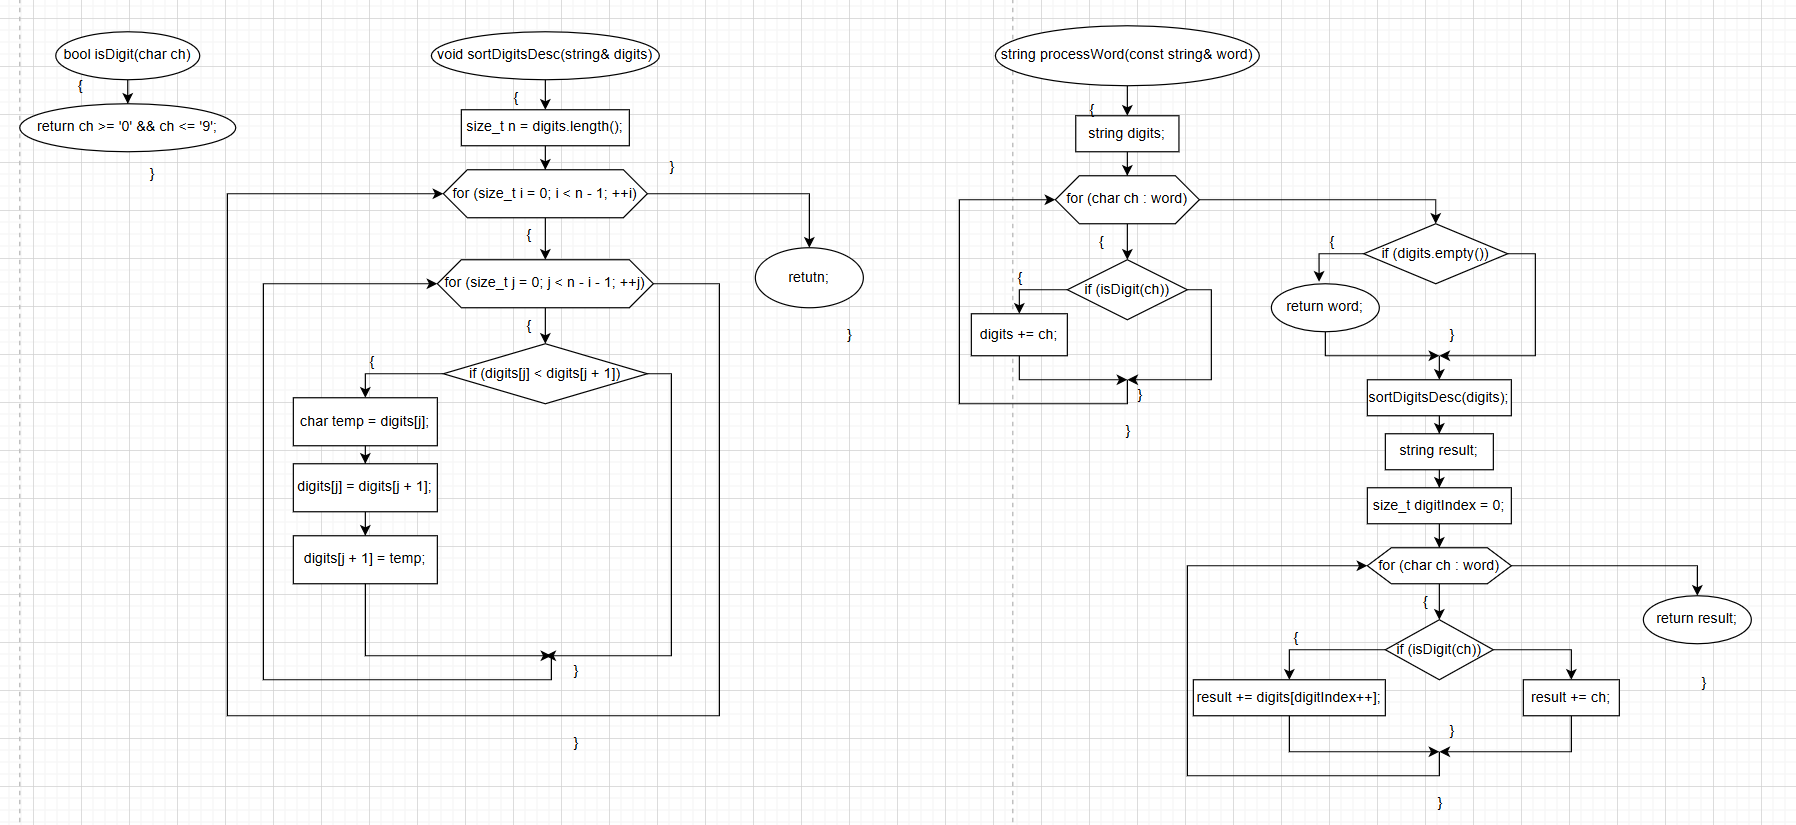 bool isDigit(char ch)
{
return ch >= '0' && ch <= '9';
}
void sortDigitsDesc(string& digits)
{
size_t n = digits.length();
}
for (size_t i = 0; i < n - 1; ++i)
{
retutn;
for (size_t j = 0; j < n - i - 1; ++j)
{
}
if (digits[j] < digits[j + 1])
{
char temp = digits[j];
digits[j] = digits[j + 1];
digits[j + 1] = temp;
}
}
string processWord(const string& word)
{
string digits;
for (char ch : word)
{
if (isDigit(ch))
{
digits += ch;
}
}
if (digits.empty())
{
return word;
}
sortDigitsDesc(digits);
string result;
size_t digitIndex = 0;
for (char ch : word)
{
return result;
if (isDigit(ch))
{
result += digits[digitIndex++];
result += ch;
}
}
}